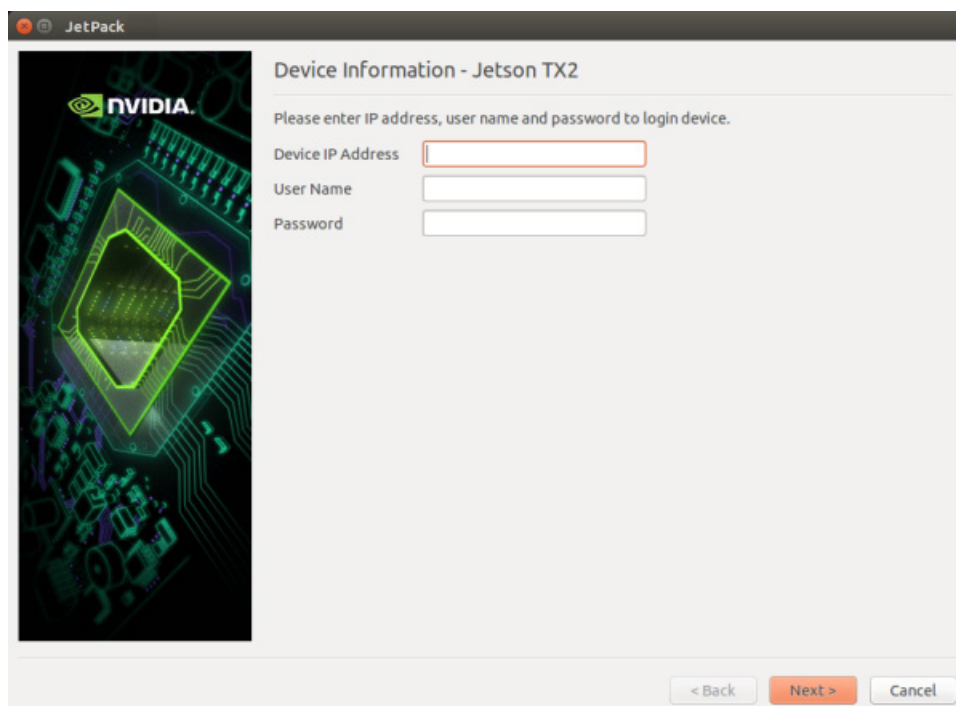 JetPack
NVIDIA.
Device Information - Jetson TX2
Please enter IP address, user name and password to login device.
Device IP Address
User Name
Password
< Back
Next >
Cancel